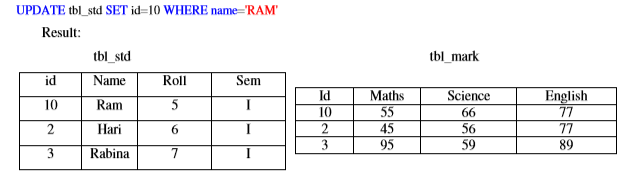 UPDATE tbl_std SET id=10 WHERE name='RAM'
Result:
tbl_std
id Name Roll Sem
10 Ram 5 I
2 Hari 6 I
3 Rabina 7 I
tbl_mark
Id Maths Science English
10 55 66 77
2 45 56 77
3 95 59 89